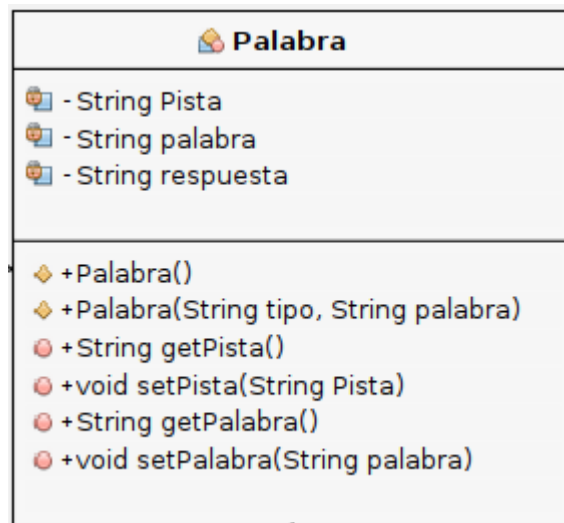 Palabra
- String Pista
- String palabra
- String respuesta
+Palabra()
+Palabra(String tipo, String palabra)
+String getPista()
+void setPista(String Pista)
+String getPalabra()
+void setPalabra(String palabra)